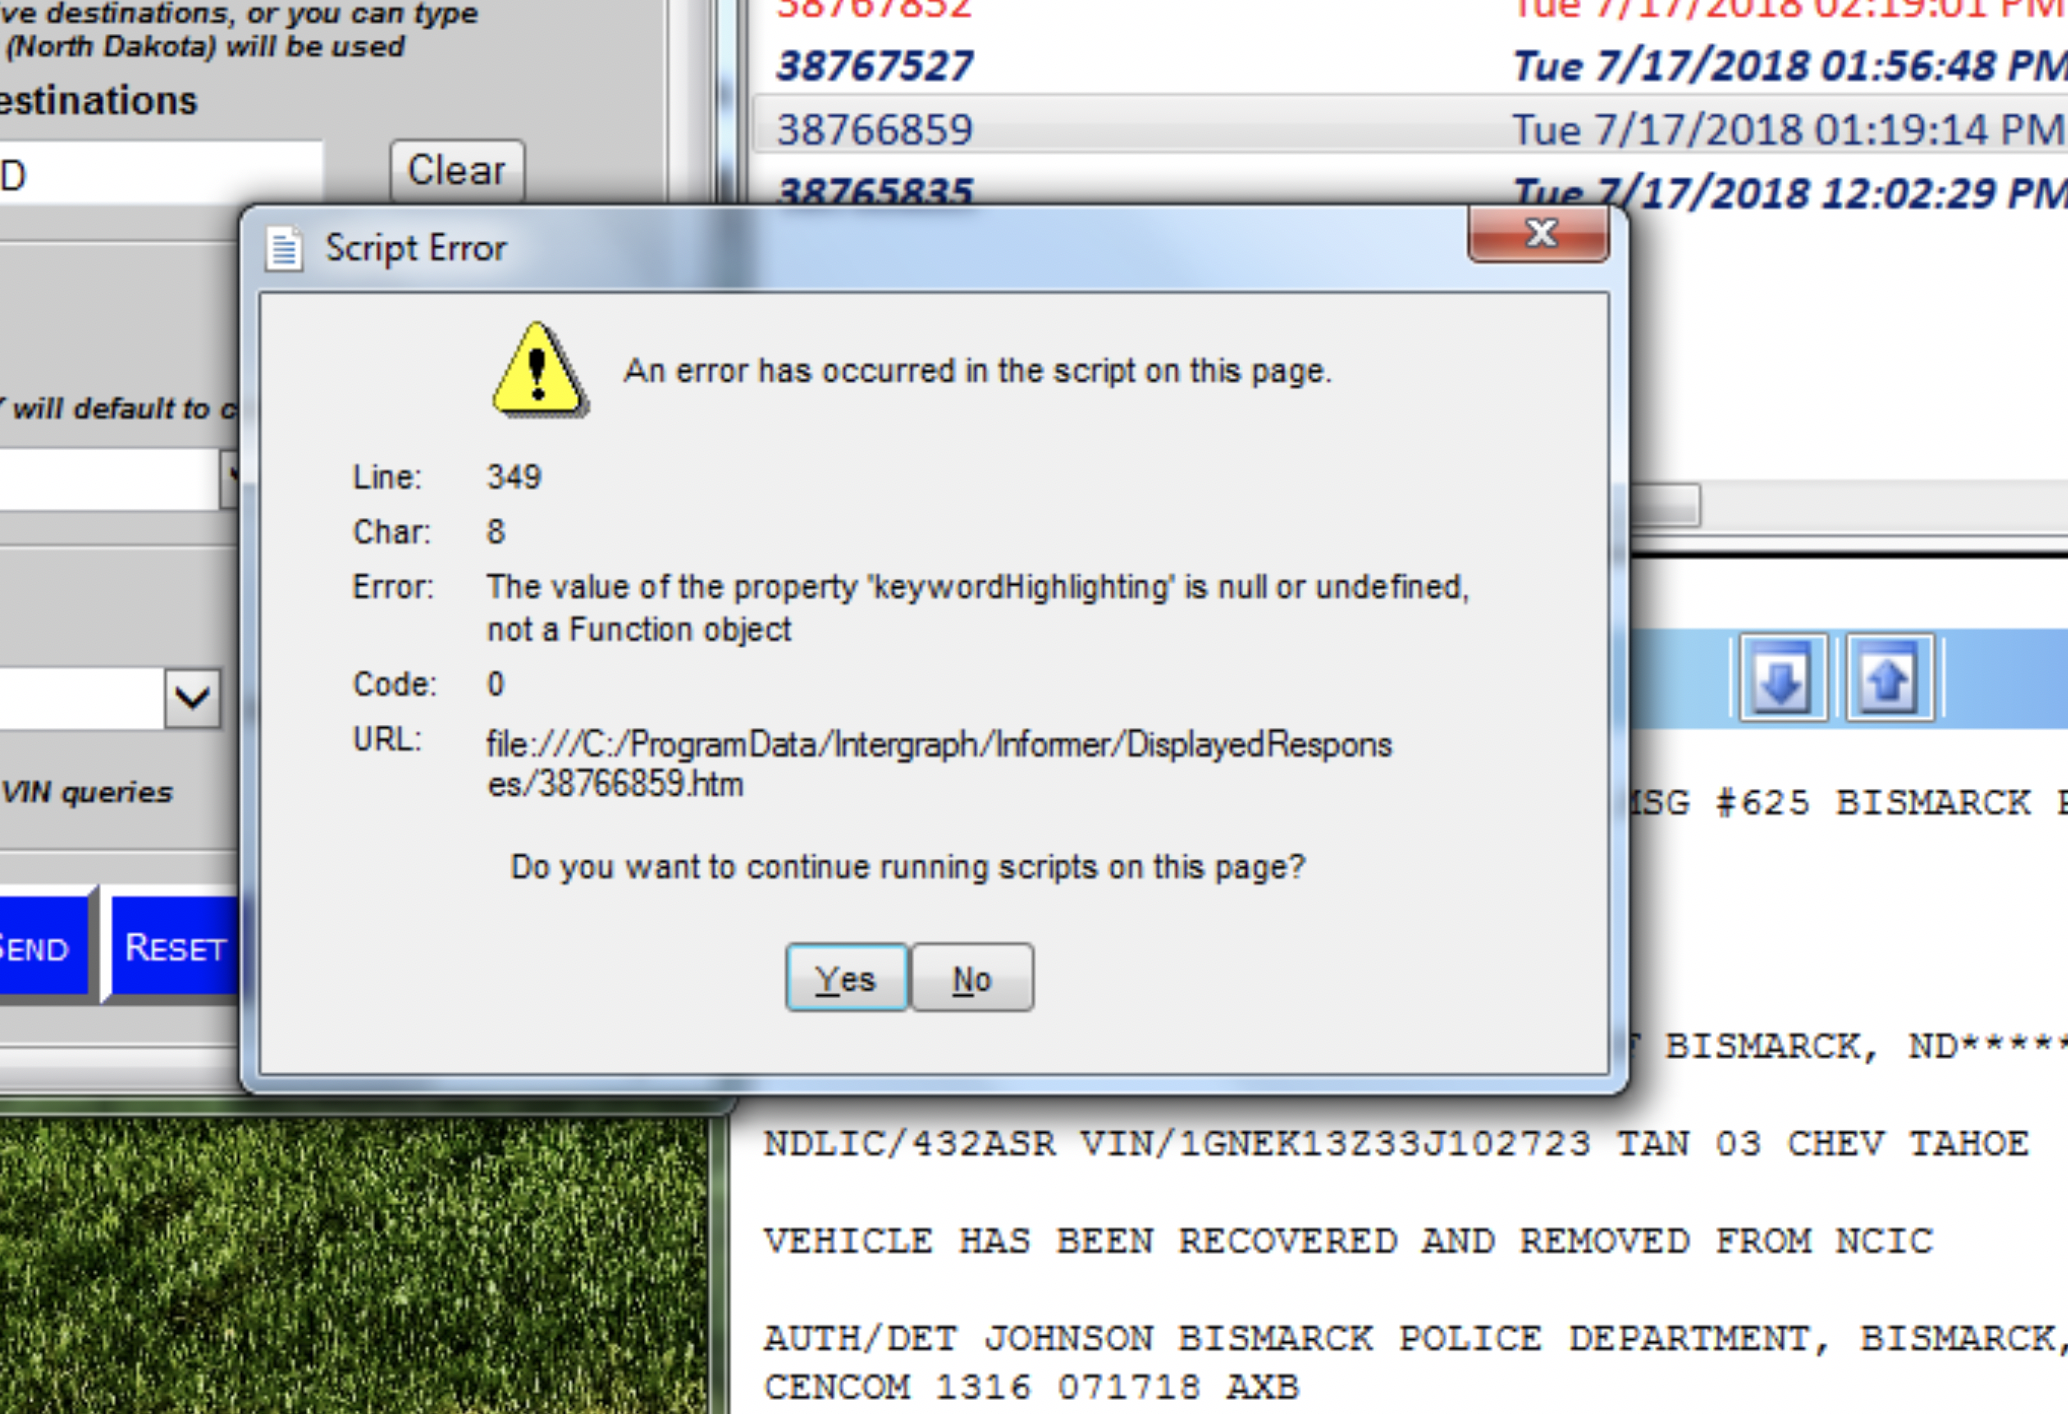 ve destinations, or you can type
(North Dakota) will be used
estinations
D
Clear
will default to c
VIN queries
SEND
RESET
38767852
Tue 7/17/2018 02:19:01 PM
38767527
Tue 7/17/2018 01:56:48 PM
38766859
Tue 7/17/2018 01:19:14 PM
38765835
Tue 7/17/2018 12:02:29 PM
Script Error
An error has occurred in the script on this page.
Line: 349
Char: 8
Error: The value of the property 'keywordHighlighting' is null or undefined,
not a Function object
Code: 0
URL: file:///C:/ProgramData/Intergraph/Informer/DisplayedRespons
es/38766859.htm
Do you want to continue running scripts on this page?
Yes
No
MSG #625 BISMARCK
BISMARCK, ND*****
NDLIC/432ASR VIN/1GNEK13Z33J102723 TAN 03 CHEV TAHOE
VEHICLE HAS BEEN RECOVERED AND REMOVED FROM NCIC
AUTH/DET JOHNSON BISMARCK POLICE DEPARTMENT, BISMARCK,
CENCOM 1316 071718 AXB